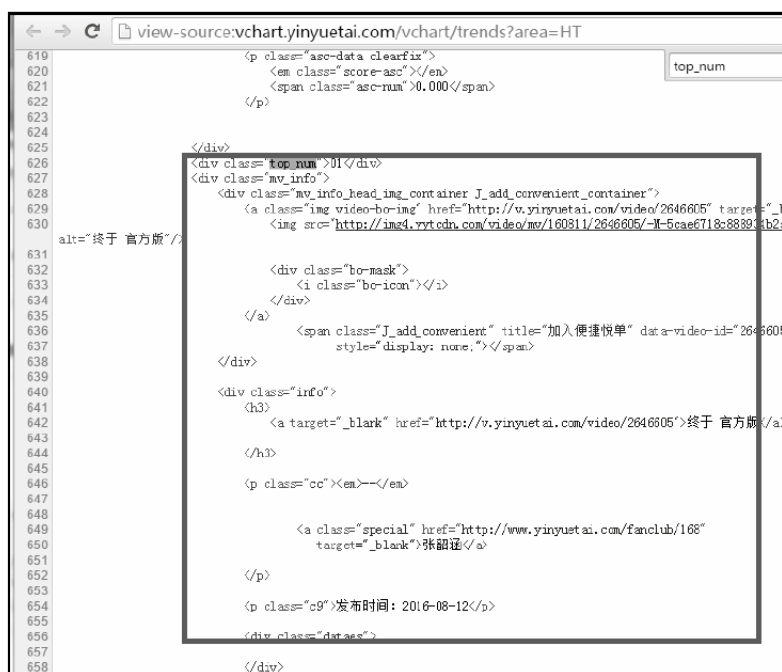 view-source:vchart.yinyuetai.com/vchart/trends?area=HT
top_num
619 <p class="asc-data clearfix">
620 <em class="score-asc"></em>
621 <span class="asc-num">0.000</span>
622 </p>
623
624
625 </div>
626 <div class="top_num">01</div>
627 <div class="mv_info">
628 <div class="mv_info_head_img_container J_add_convenient_container">
629 <a class="img video-bo-img" href="http://v.yinyuetai.com/video/2646605" target="_b
630 <img src="http://img4.yytcdn.com/video/mv/160811/2646605/-M-5cae6718c88893
alt="终于 官方版"/>
631
632 <div class="bo-mask">
633 <i class="bo-icon"></i>
634 </div>
635 </a>
636 <span class="J_add_convenient" title="加入便捷悦单" data-video-id="2646605
637 style="display: none;"></span>
638 </div>
639
640 <div class="info">
641 <h3>
642 <a target="_blank" href="http://v.yinyuetai.com/video/2646605">终于 官方版</a>
643
644 </h3>
645
646 <p class="cc"><em>--</em>
647
648
649 <a class="special" href="http://www.yinyuetai.com/fanclub/168"
650 target="_blank">张韶涵</a>
651
652 </p>
653
654 <p class="c9">发布时间：2016-08-12</p>
655
656 <div class="dataes">
657
658 </div>